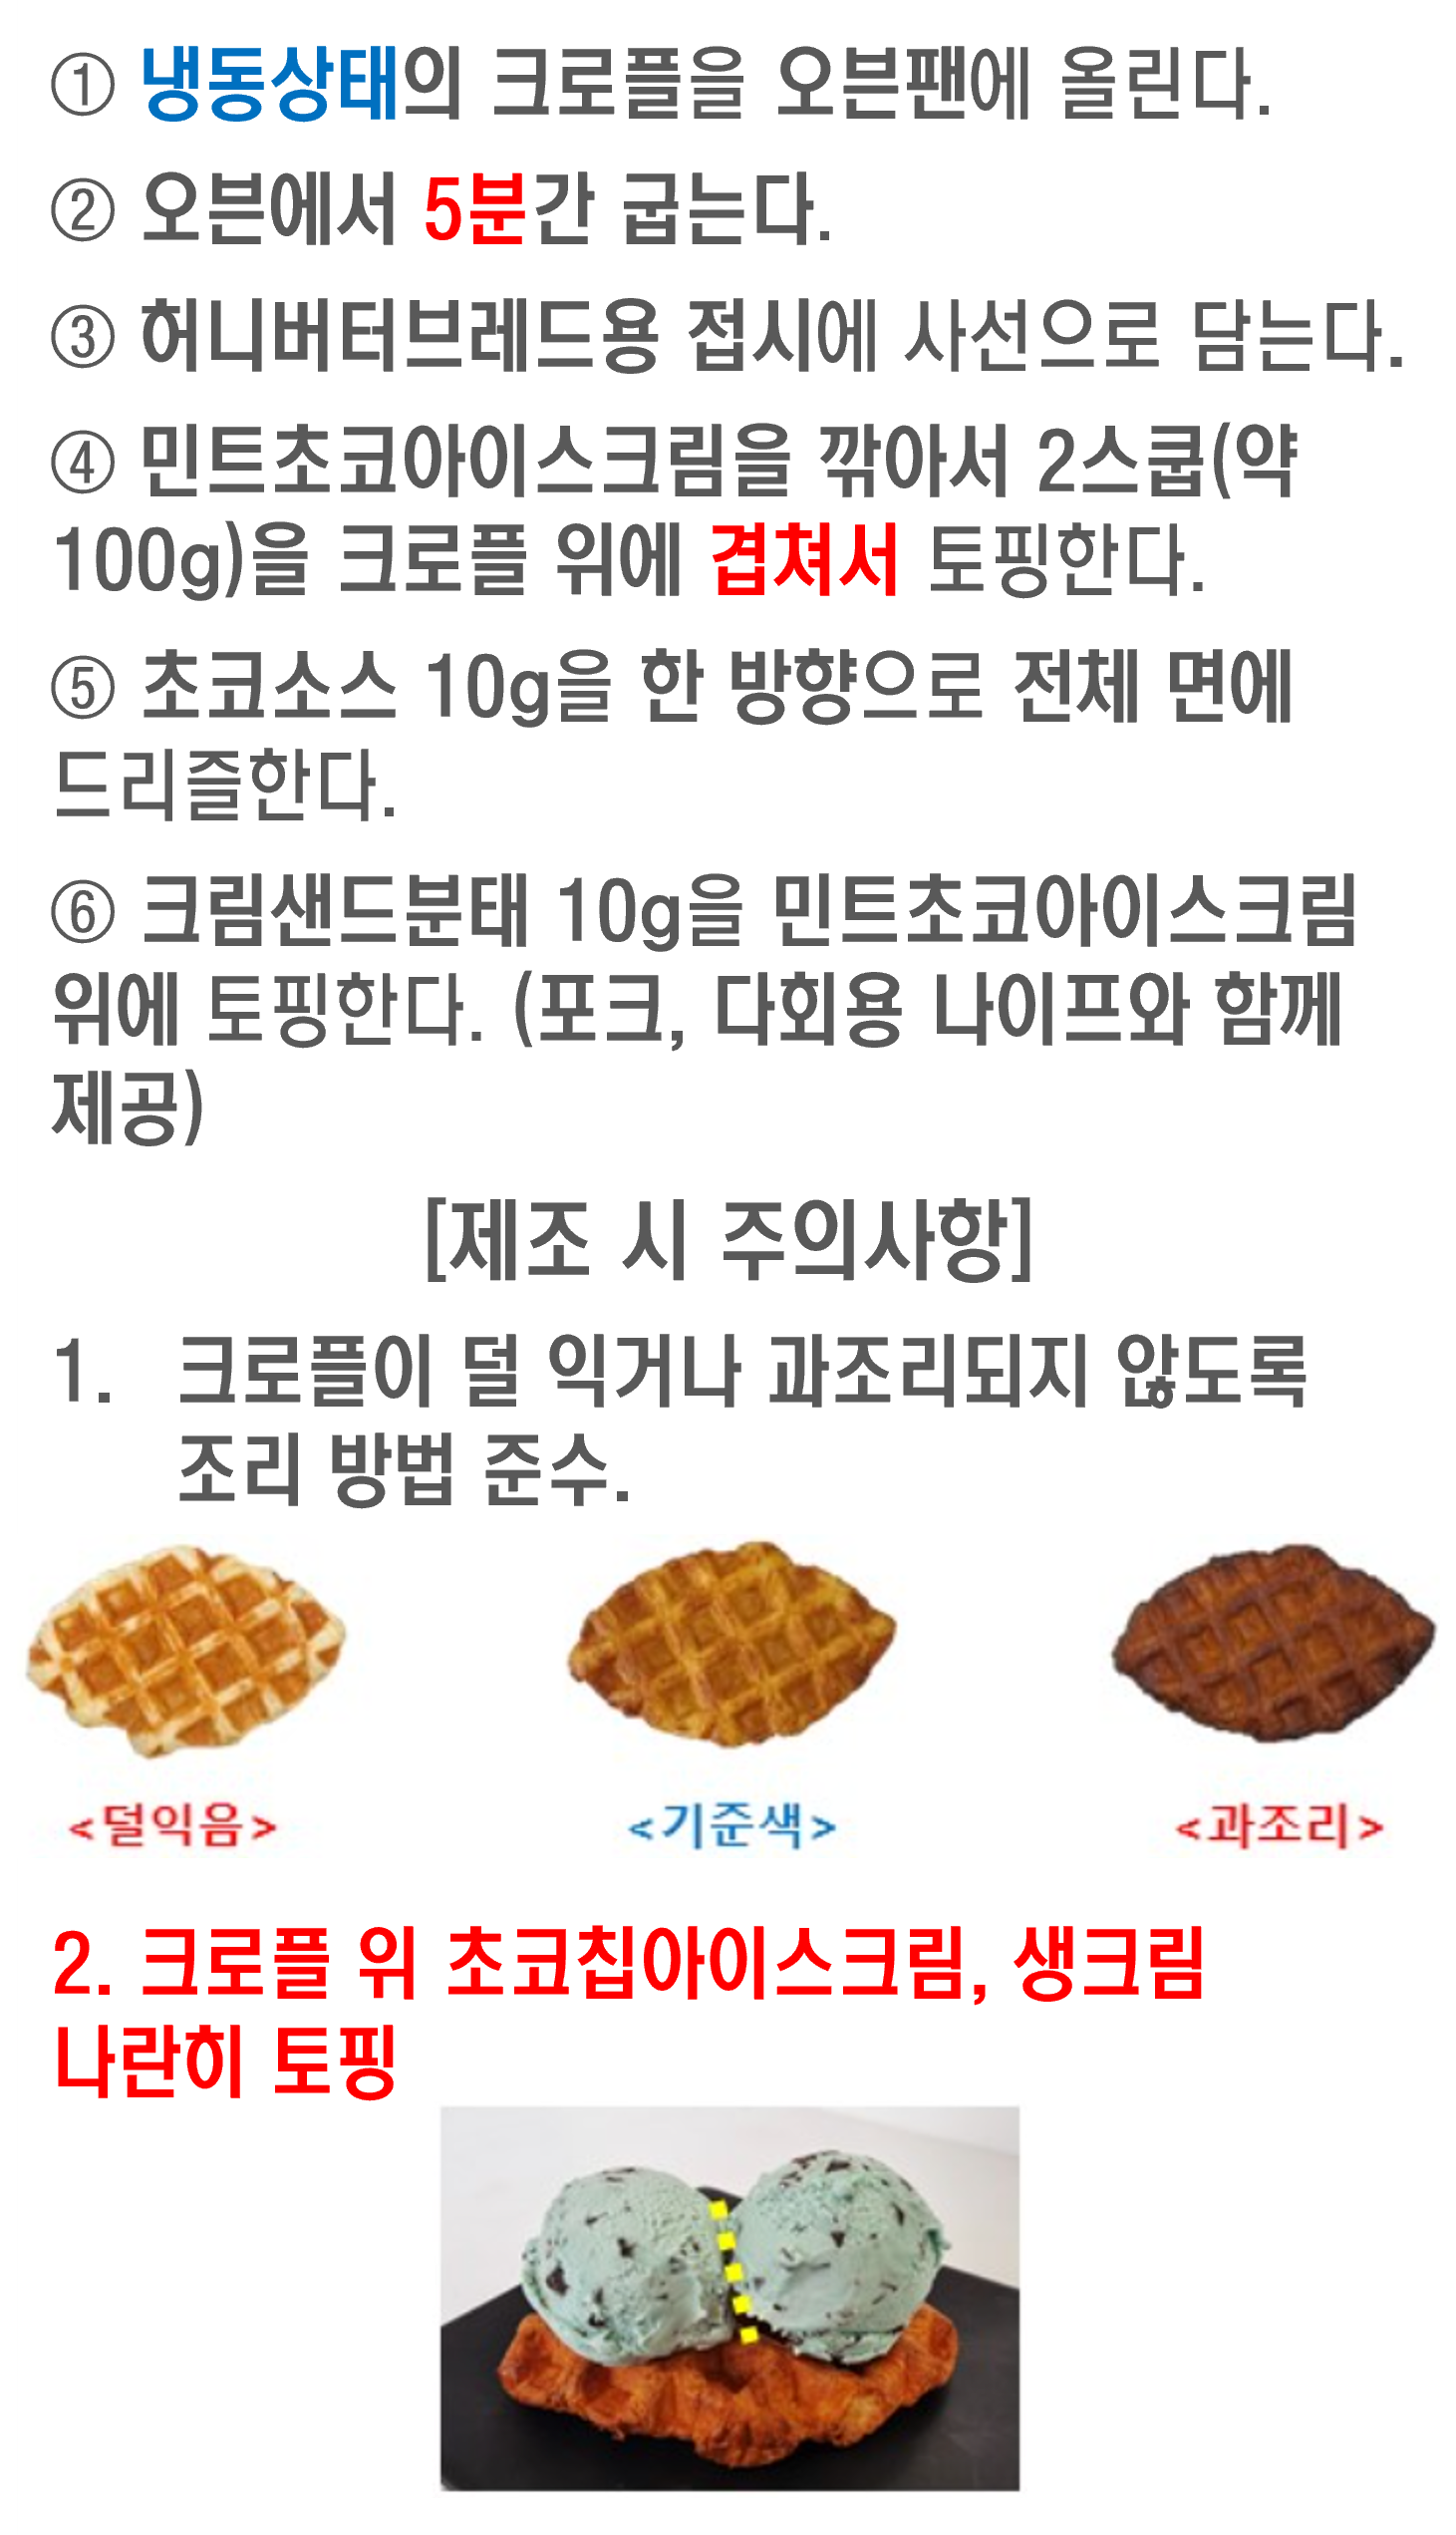 ① 냉동상태의 크로플을 오븐팬에 올린다.
② 오븐에서 5분간 굽는다.
③ 허니버터브레드용 접시에 사선으로 담는다.
④ 민트초코아이스크림을 깎아서 2스쿱(약
100g)을 크로플 위에 겹쳐서 토핑한다.
⑤ 초코소스 10g을 한 방향으로 전체 면에
드리즐한다.
⑥ 크림샌드분태 10g을 민트초코아이스크림
위에 토핑한다. (포크, 다회용 나이프와 함께
제공)
[제조 시 주의사항]
1. 크로플이 덜 익거나 과조리되지 않도록
조리 방법 준수.
<덜익음> <기준색> <과조리>
2. 크로플 위 초코칩아이스크림, 생크림
나란히 토핑